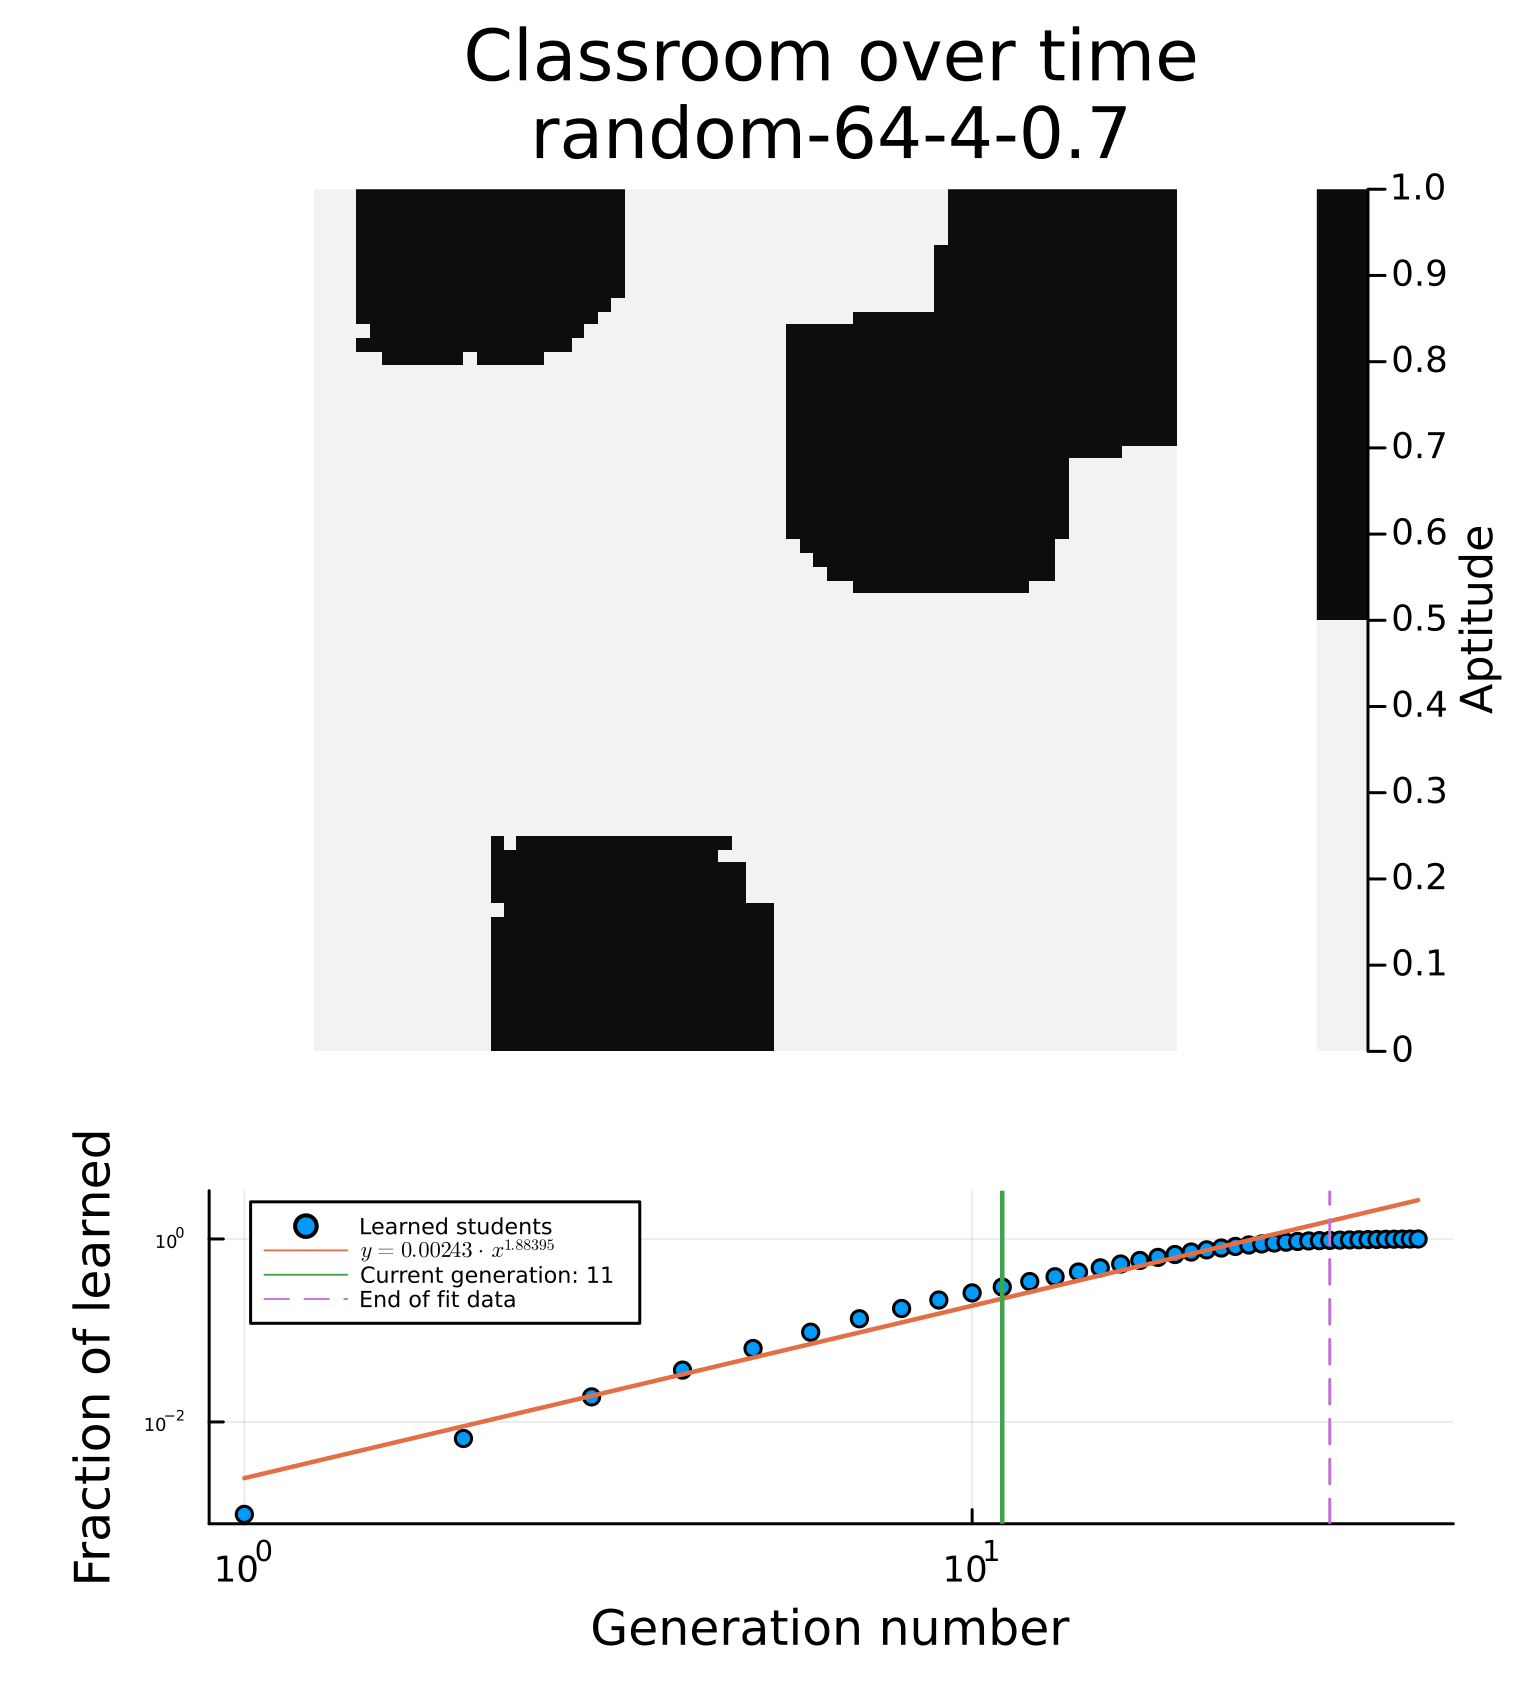 Classroom over time
random-64-4-0.7
1.0
0.9
0.8
0.7
0.6
0.5
0.4
0.3
0.2
0.1
0
Aptitude
Fraction of learned
10^0
10^-2
Learned students
y = 0.00243 · x^1.88395
Current generation: 11
End of fit data
10^0
10^1
Generation number